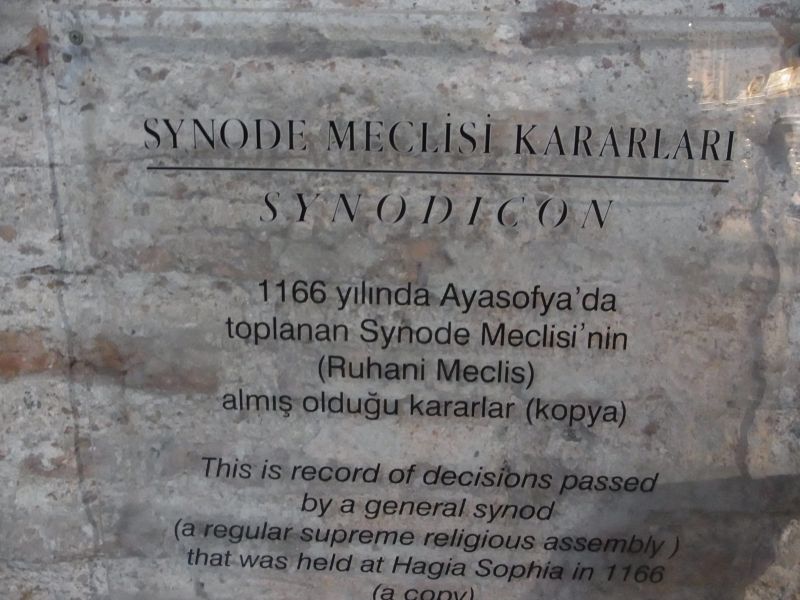 SYNODE MECLİSİ KARARLARI
SYNODICON
1166 yılında Ayasofya'da
toplanan Synode Meclisi'nin
(Ruhani Meclis)
almış olduğu kararlar (kopya)
This is record of decisions passed
by a general synod
(a regular supreme religious assembly )
that was held at Hagia Sophia in 1166
(a copy)